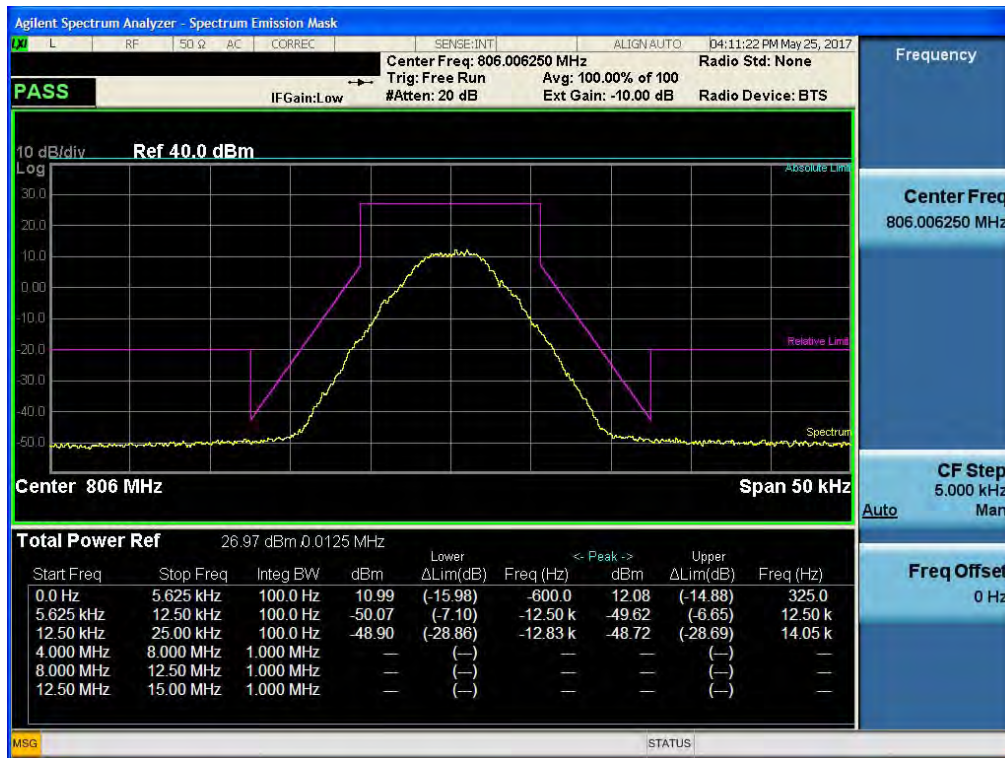 Agilent Spectrum Analyzer - Spectrum Emission Mask
LXI L RF 50 Ω AC CORREC SENSE:INT ALIGN AUTO 04:11:22 PM May 25, 2017
Center Freq: 806.006250 MHz Radio Std: None
Trig: Free Run Avg: 100.00% of 100
PASS IFGain:Low #Atten: 20 dB Ext Gain: -10.00 dB Radio Device: BTS
10 dB/div Ref 40.0 dBm
Log
Absolute Limit
30.0
20.0
10.0
0.00
-10.0
-20.0
Relative Limit
-30.0
-40.0
-50.0
Spectrum
Center 806 MHz Span 50 kHz
Total Power Ref 26.97 dBm / 0.0125 MHz
Lower <- Peak -> Upper
Start Freq Stop Freq Integ BW dBm ΔLim(dB) Freq (Hz) dBm ΔLim(dB) Freq (Hz)
0.0 Hz 5.625 kHz 100.0 Hz 10.99 (-15.98) -600.0 12.08 (-14.88) 325.0
5.625 kHz 12.50 kHz 100.0 Hz -50.07 (-7.10) -12.50 k -49.62 (-6.65) 12.50 k
12.50 kHz 25.00 kHz 100.0 Hz -48.90 (-28.86) -12.83 k -48.72 (-28.69) 14.05 k
4.000 MHz 8.000 MHz 1.000 MHz --- (---) --- --- (---) ---
8.000 MHz 12.50 MHz 1.000 MHz --- (---) --- --- (---) ---
12.50 MHz 15.00 MHz 1.000 MHz --- (---) --- --- (---) ---
MSG STATUS
Frequency
Center Freq
806.006250 MHz
CF Step
5.000 kHz
Auto Man
Freq Offset
0 Hz